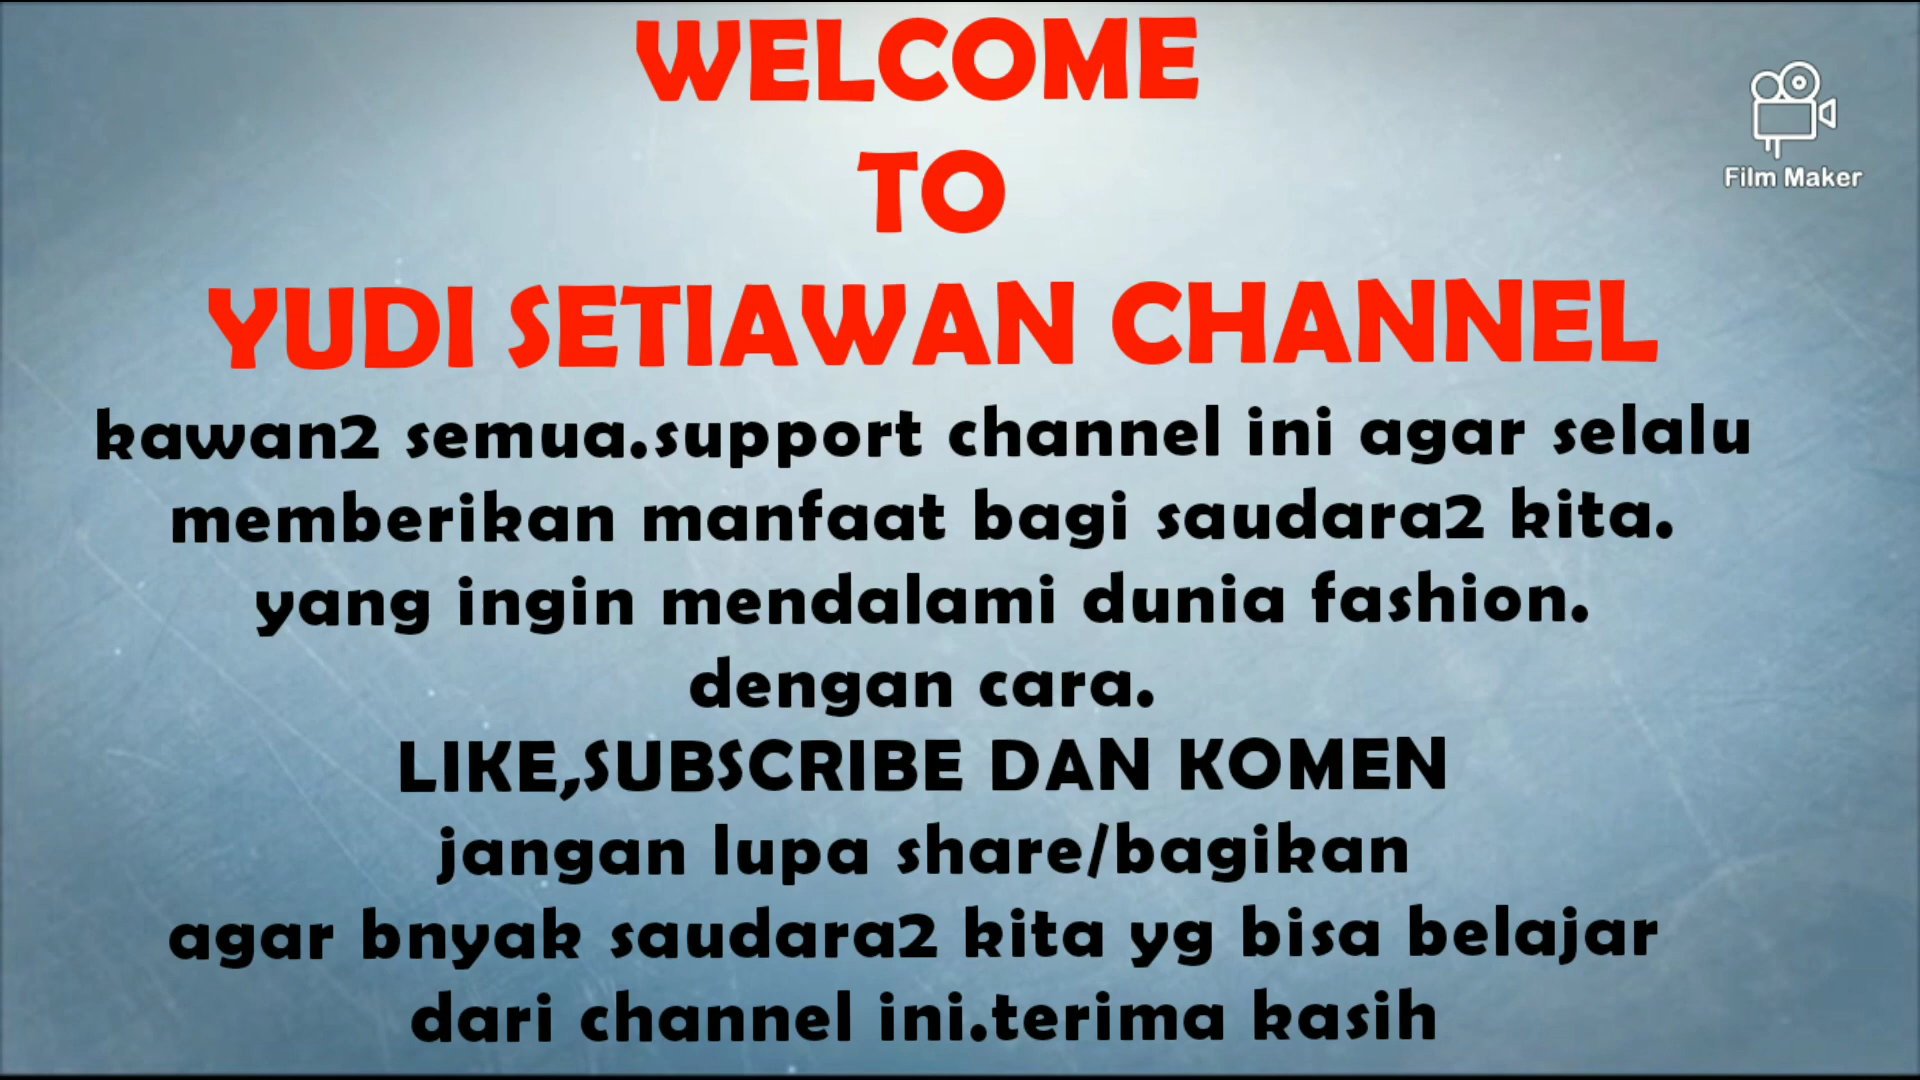 WELCOME
TO
YUDI SETIAWAN CHANNEL
kawan2 semua.support channel ini agar selalu
memberikan manfaat bagi saudara2 kita.
yang ingin mendalami dunia fashion.
dengan cara.
LIKE,SUBSCRIBE DAN KOMEN
jangan lupa share/bagikan
agar bnyak saudara2 kita yg bisa belajar
dari channel ini.terima kasih
Film Maker